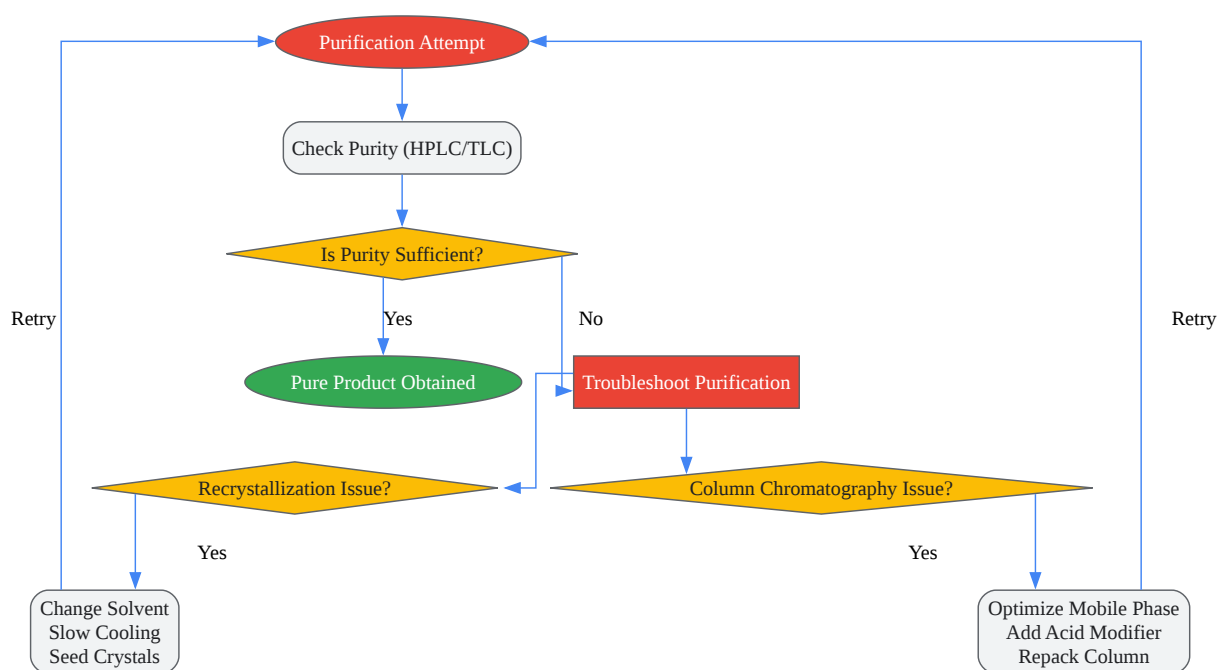 Purification Attempt
Check Purity (HPLC/TLC)
Is Purity Sufficient?
Retry
Yes
No
Retry
Pure Product Obtained
Troubleshoot Purification
Recrystallization Issue?
Column Chromatography Issue?
Yes
Yes
Change Solvent
Slow Cooling
Seed Crystals
Optimize Mobile Phase
Add Acid Modifier
Repack Column